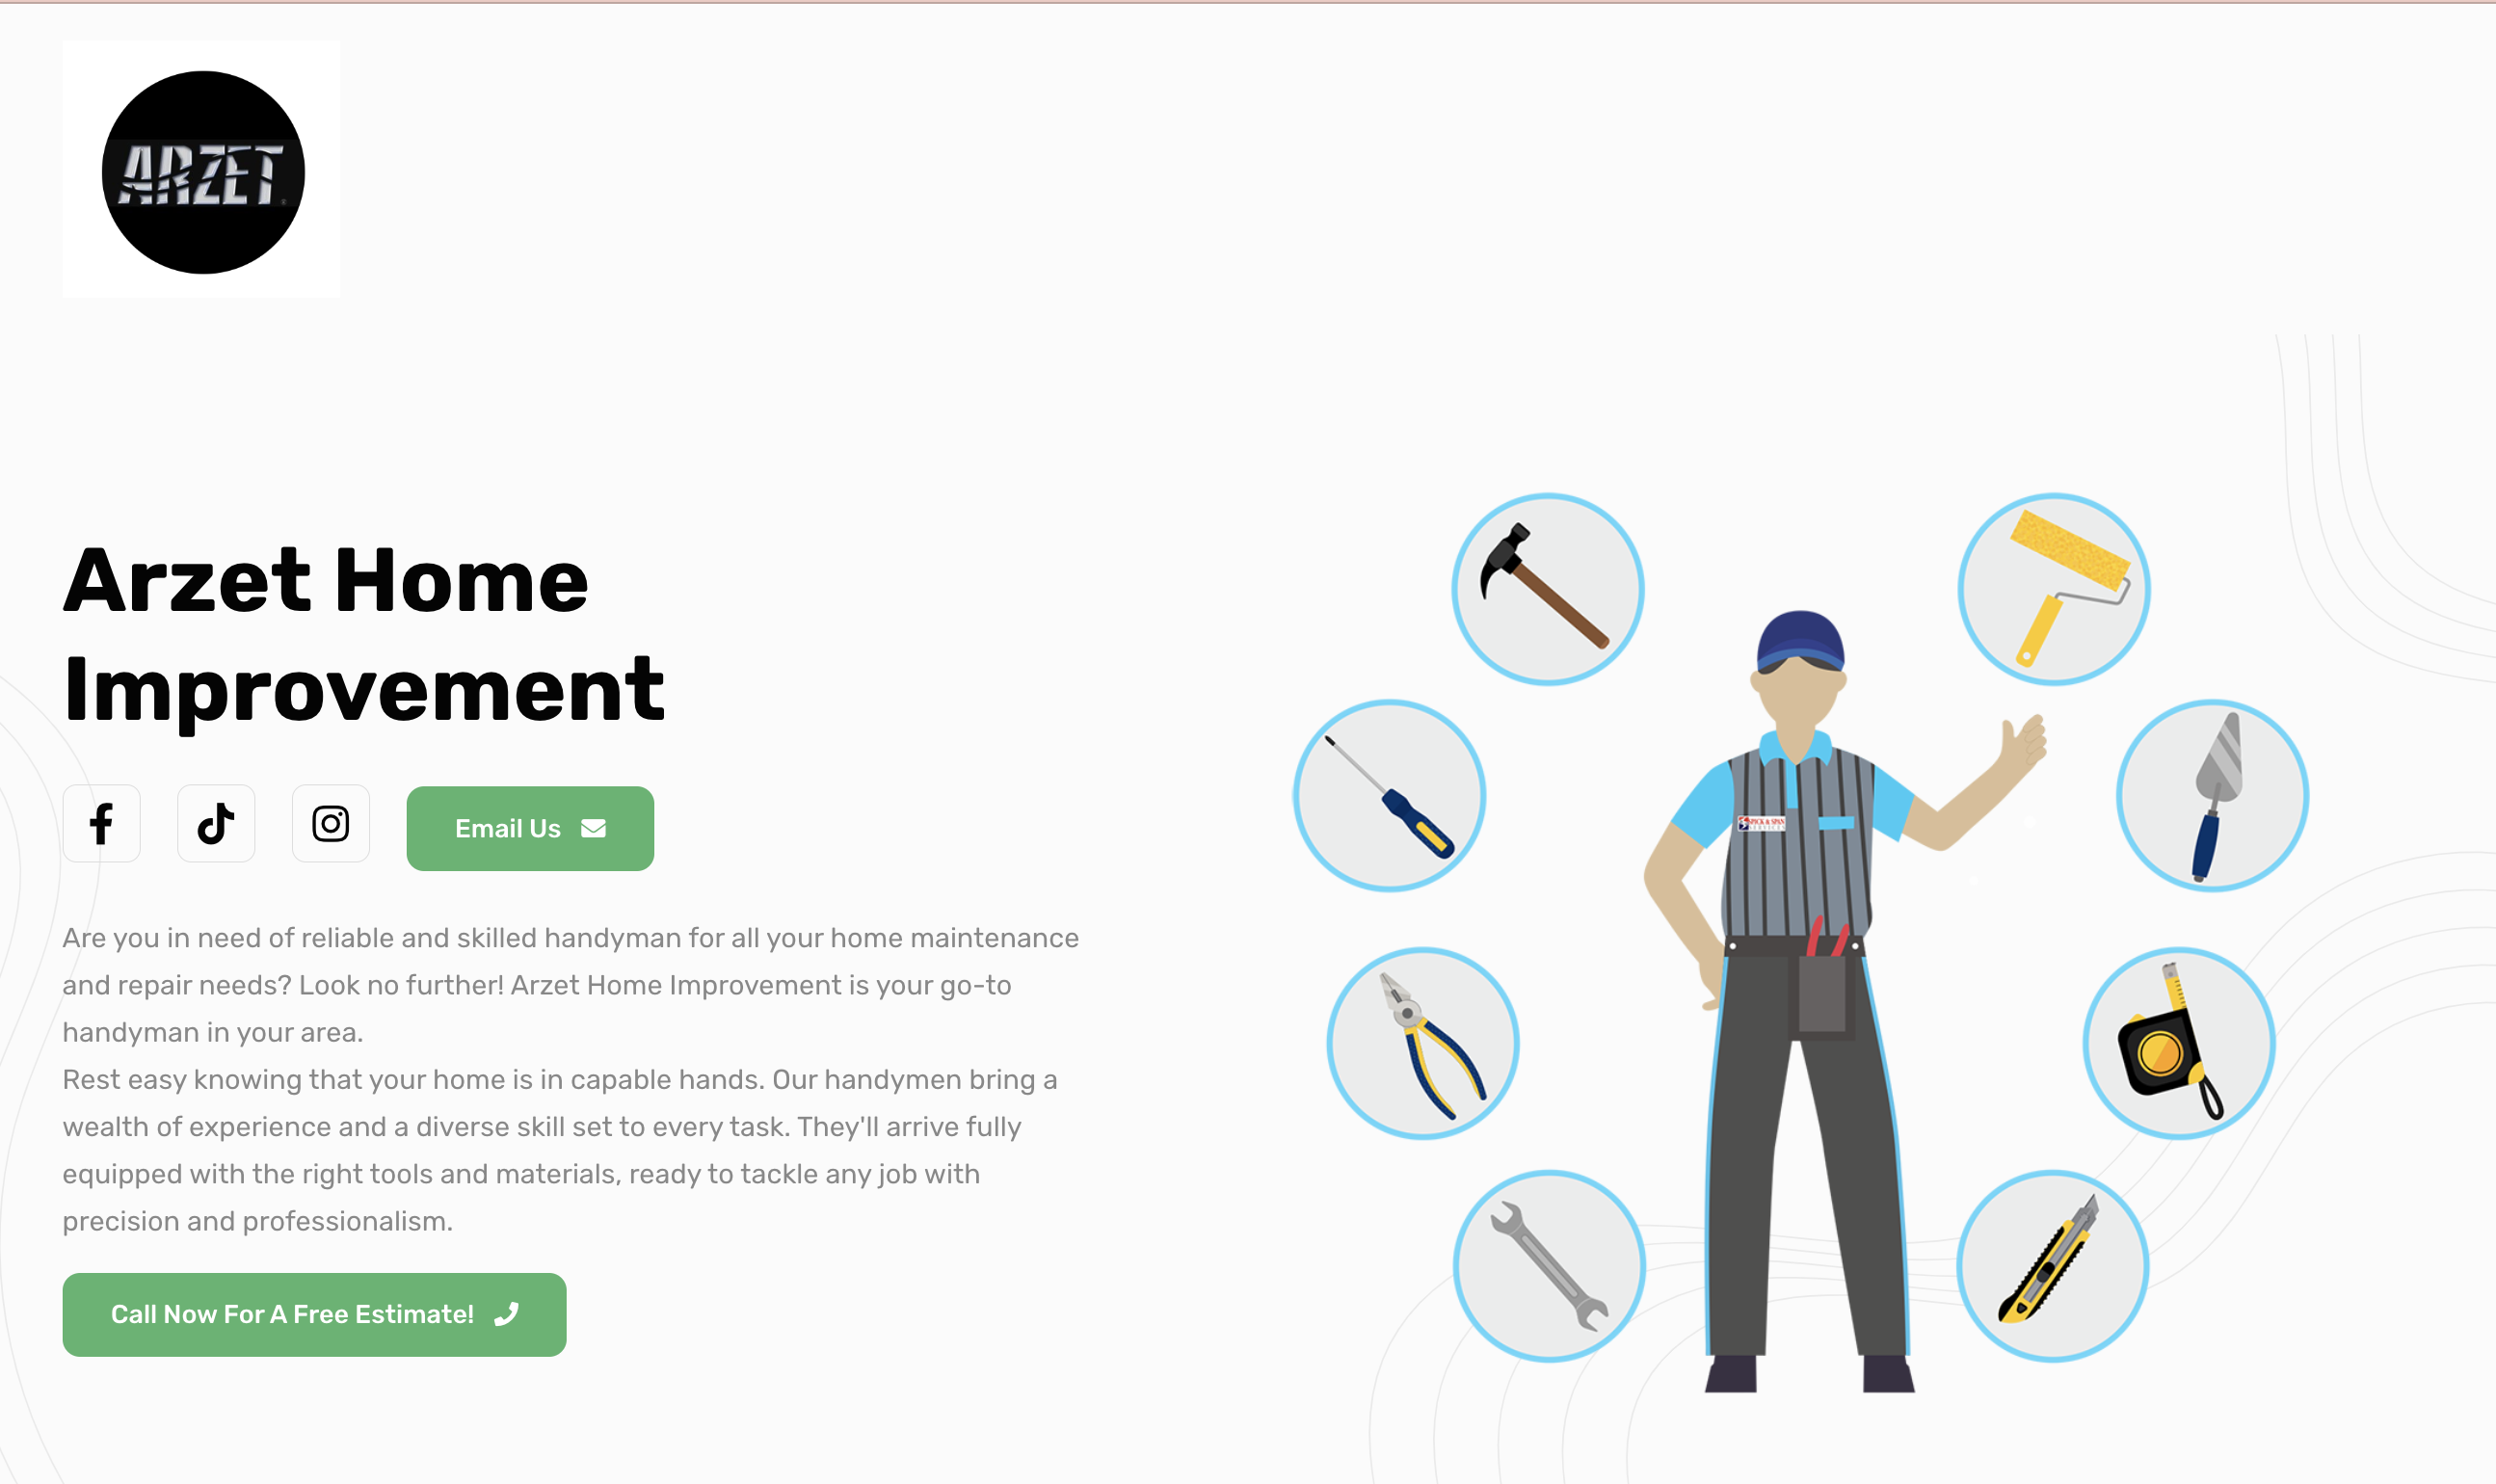 ARZET
Arzet Home
Improvement
Email Us
Are you in need of reliable and skilled handyman for all your home maintenance
and repair needs? Look no further! Arzet Home Improvement is your go-to
handyman in your area.
Rest easy knowing that your home is in capable hands. Our handymen bring a
wealth of experience and a diverse skill set to every task. They'll arrive fully
equipped with the right tools and materials, ready to tackle any job with
precision and professionalism.
Call Now For A Free Estimate!
SPICK & SPAN
SERVICES